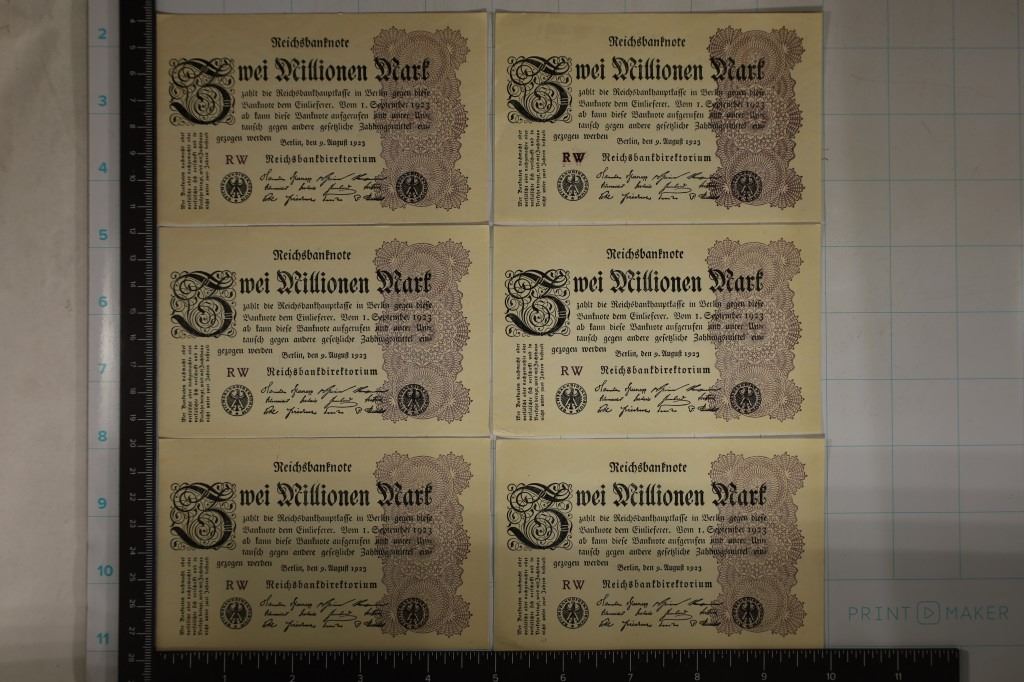 Reichsbanknote
Zwei Millionen Mark
zahlt die Reichsbankhauptkasse in Berlin gegen diese
Banknote dem Einlieferer. Vom 1. September 1923
ab kann diese Banknote aufgerufen und unter Um-
tausch gegen andere gesetzliche Zahlungsmittel ein-
gezogen werden
Berlin, den 9. August 1923
RW Reichsbankdirektorium
Reichsbanknote
Zwei Millionen Mark
zahlt die Reichsbankhauptkasse in Berlin gegen diese
Banknote dem Einlieferer. Vom 1. September 1923
ab kann diese Banknote aufgerufen und unter Um-
tausch gegen andere gesetzliche Zahlungsmittel ein-
gezogen werden
Berlin, den 9. August 1923
RW Reichsbankdirektorium
Reichsbanknote
Zwei Millionen Mark
zahlt die Reichsbankhauptkasse in Berlin gegen diese
Banknote dem Einlieferer. Vom 1. September 1923
ab kann diese Banknote aufgerufen und unter Um-
tausch gegen andere gesetzliche Zahlungsmittel ein-
gezogen werden
Berlin, den 9. August 1923
RW Reichsbankdirektorium
Reichsbanknote
Zwei Millionen Mark
zahlt die Reichsbankhauptkasse in Berlin gegen diese
Banknote dem Einlieferer. Vom 1. September 1923
ab kann diese Banknote aufgerufen und unter Um-
tausch gegen andere gesetzliche Zahlungsmittel ein-
gezogen werden
Berlin, den 9. August 1923
RW Reichsbankdirektorium
Reichsbanknote
Zwei Millionen Mark
zahlt die Reichsbankhauptkasse in Berlin gegen diese
Banknote dem Einlieferer. Vom 1. September 1923
ab kann diese Banknote aufgerufen und unter Um-
tausch gegen andere gesetzliche Zahlungsmittel ein-
gezogen werden
Berlin, den 9. August 1923
RW Reichsbankdirektorium
Reichsbanknote
Zwei Millionen Mark
zahlt die Reichsbankhauptkasse in Berlin gegen diese
Banknote dem Einlieferer. Vom 1. September 1923
ab kann diese Banknote aufgerufen und unter Um-
tausch gegen andere gesetzliche Zahlungsmittel ein-
gezogen werden
Berlin, den 9. August 1923
RW Reichsbankdirektorium
2
3
4
5
6
7
8
9
10
11
PRINT MAKER
1 2 3 4 5 6 7 8 9 10 11